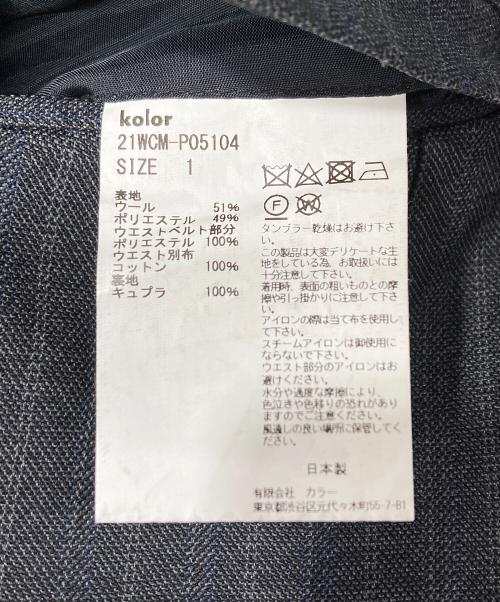 kolor
21WCM-P05104
SIZE 1
表地
ウール 51%
ポリエステル 49%
ウエストベルト部分
ポリエステル 100%
ウエスト別布
コットン 100%
裏地
キュプラ 100%
F
W
タンブラー乾燥はお避け下さい。
この製品は大変デリケートな生
地をしている為、お取扱いには
十分注意して下さい。
着用時、表面の粗いものとの摩
擦や引っ掛かりに注意して下さ
い。
アイロンの際は当て布を使用し
て下さい。
スチームアイロンは御使用に
ならないで下さい。
ウエスト部分のアイロンはお避
けください。
水分や過度な摩擦により、
色泣きや色移りの恐れがあり
ますのでご注意ください。
風通しの良い場所に保管してく
ださい。
日本製
有限会社 カラー
東京都渋谷区元代々木町55-7-B1